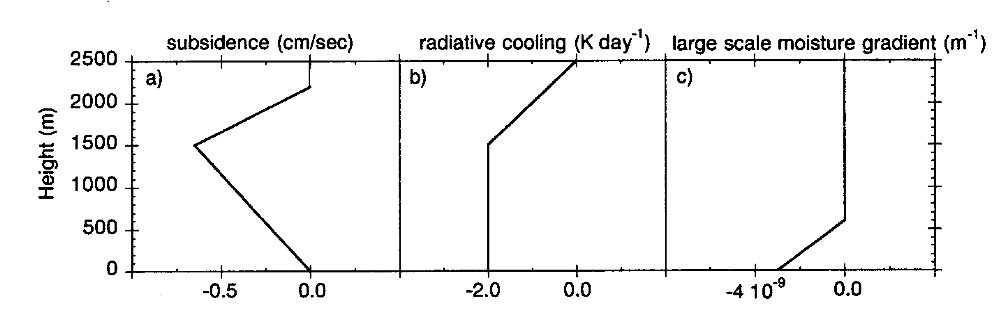 subsidence (cm/sec) radiative cooling (K day⁻¹) large scale moisture gradient (m⁻¹)
2500
a) b) c)
2000
Height (m)
1500
1000
500
0
-0.5 0.0 -2.0 0.0 -4 10⁻⁹ 0.0